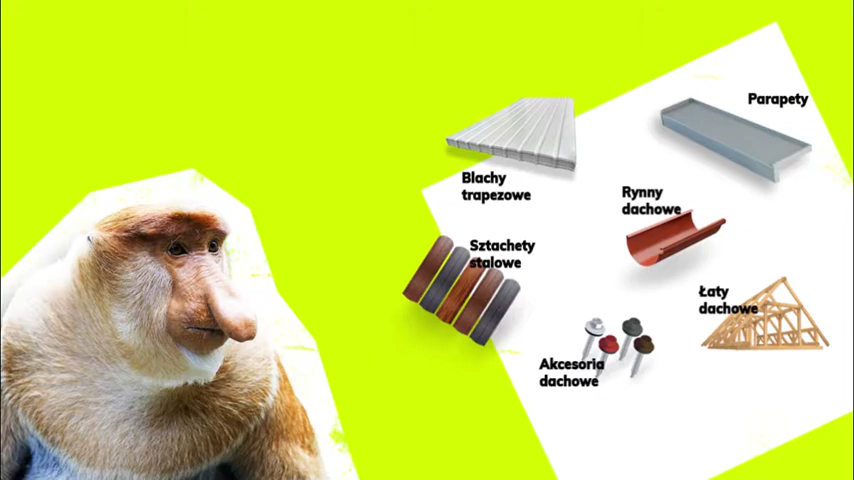 Parapety
Blachy
trapezowe
Rynny
dachowe
Sztachety
stalowe
Łaty
dachowe
Akcesoria
dachowe